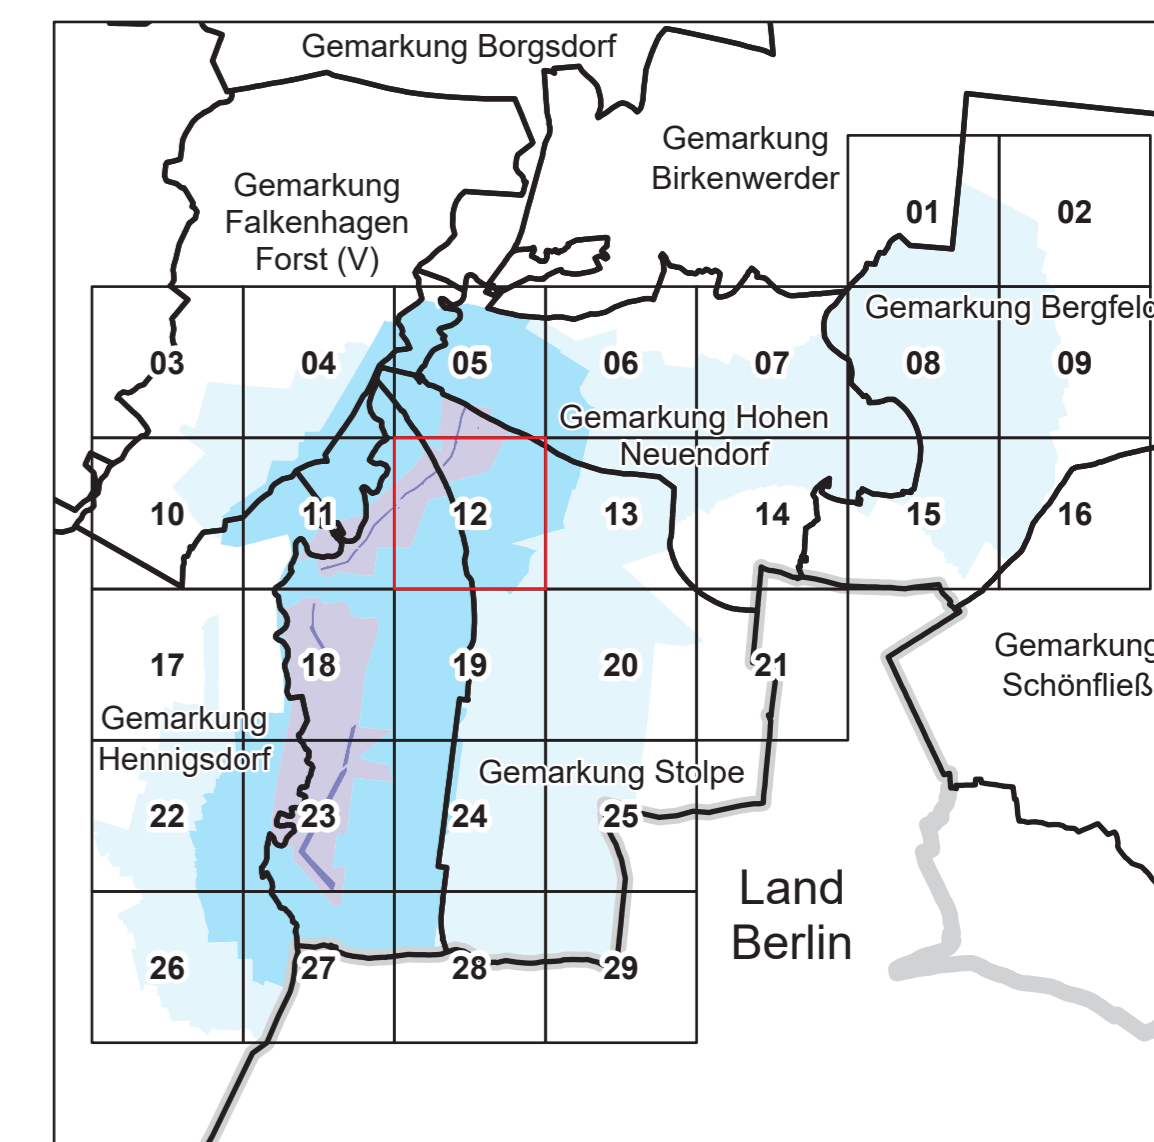 Gemarkung Borgsdorf
Gemarkung
Birkenwerder
Gemarkung
Falkenhagen
Forst (V)
01
02
Gemarkung Bergfeld
03
04
05
06
07
08
09
Gemarkung Hohen
Neuendorf
10
11
12
13
14
15
16
17
18
19
20
21
Gemarkung
Schönfließ
Gemarkung
Hennigsdorf
Gemarkung Stolpe
22
23
24
25
Land
Berlin
26
27
28
29